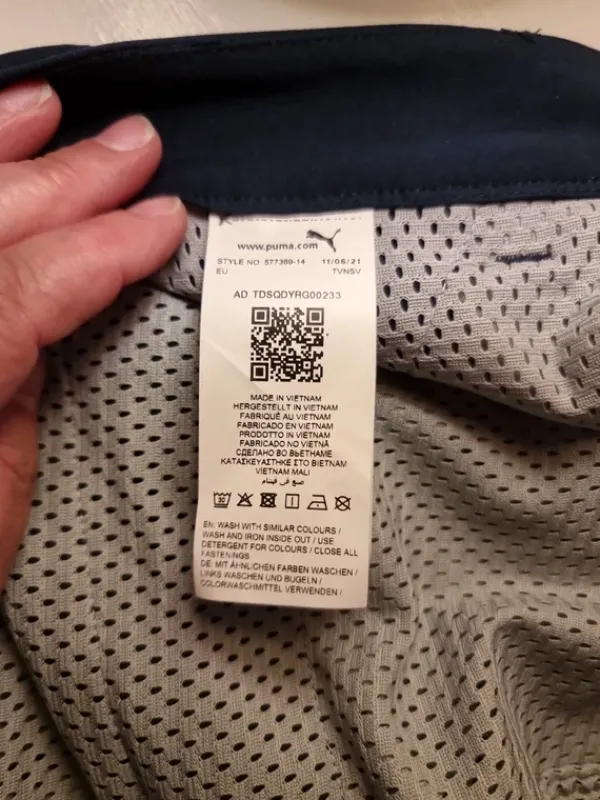 www.puma.com
STYLE NO. 577389-14 11/06/21
EU TVNSV
AD TDSQDYRG00233
MADE IN VIETNAM
HERGESTELLT IN VIETNAM
FABRIQUÉ AU VIETNAM
FABRICADO EN VIETNAM
PRODOTTO IN VIETNAM
FABRICADO NO VIETNÃ
СДЕЛАНО ВО ВЬЕТНАМЕ
ΚΑΤΑΣΚΕΥΑΣΤΗΚΕ ΣΤΟ ΒΙΕΤΝΑΜ
VIETNAM MALI
صنع في فيتنام
30
EN: WASH WITH SIMILAR COLOURS /
WASH AND IRON INSIDE OUT / USE
DETERGENT FOR COLOURS / CLOSE ALL
FASTENINGS
DE: MIT ÄHNLICHEN FARBEN WASCHEN /
LINKS WASCHEN UND BÜGELN /
COLORWASCHMITTEL VERWENDEN /